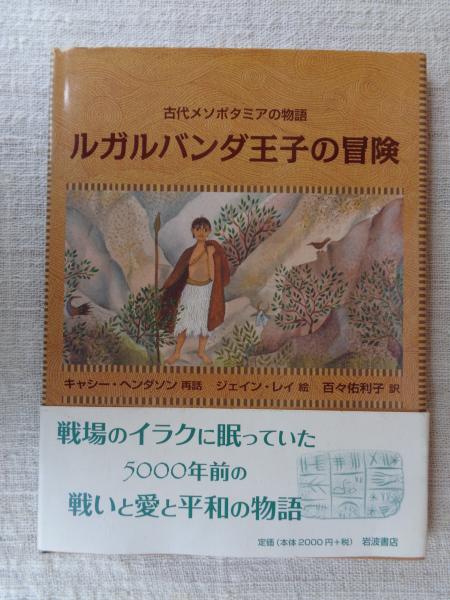 古代メソポタミアの物語
ルガルバンダ王子の冒険
キャシー・ヘンダソン 再話 ジェイン・レイ 絵 百々佑利子 訳
戦場のイラクに眠っていた
5000年前の
戦いと愛と平和の物語
定価(本体2000円+税) 岩波書店